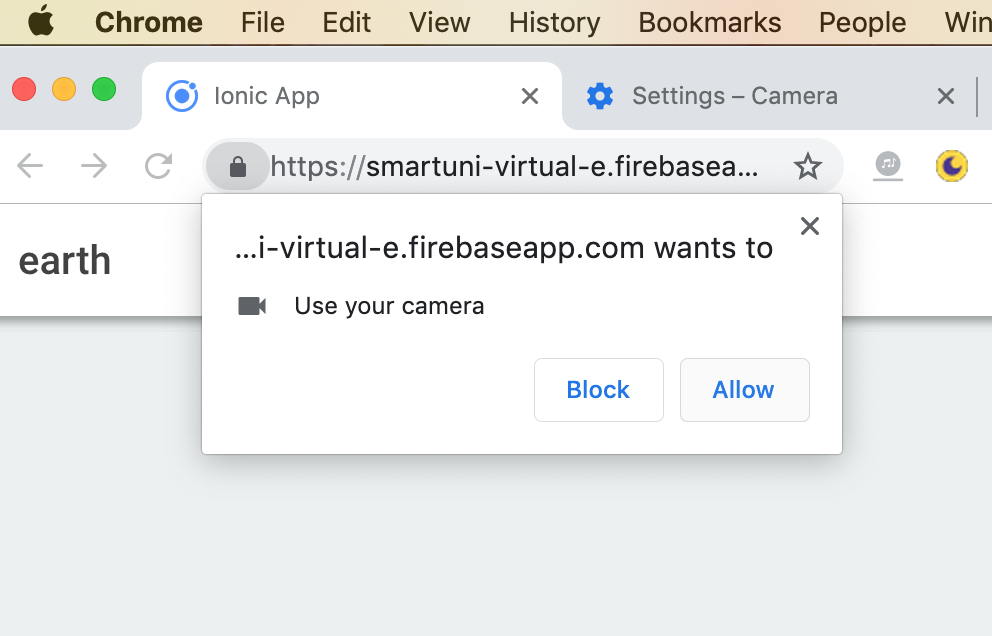 Chrome File Edit View History Bookmarks People Win
Ionic App Settings – Camera
https://smartuni-virtual-e.firebasea...
earth
...i-virtual-e.firebaseapp.com wants to
Use your camera
Block Allow